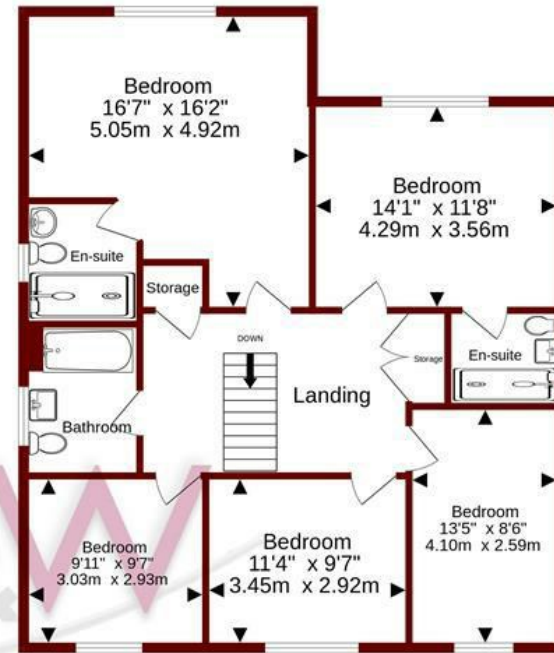 Bedroom
16'7" x 16'2"
5.05m x 4.92m
Bedroom
14'1" x 11'8"
4.29m x 3.56m
En-suite
Storage
DOWN
Landing
Storage
En-suite
Bathroom
Bedroom
9'11" x 9'7"
3.03m x 2.93m
Bedroom
11'4" x 9'7"
3.45m x 2.92m
Bedroom
13'5" x 8'6"
4.10m x 2.59m
W